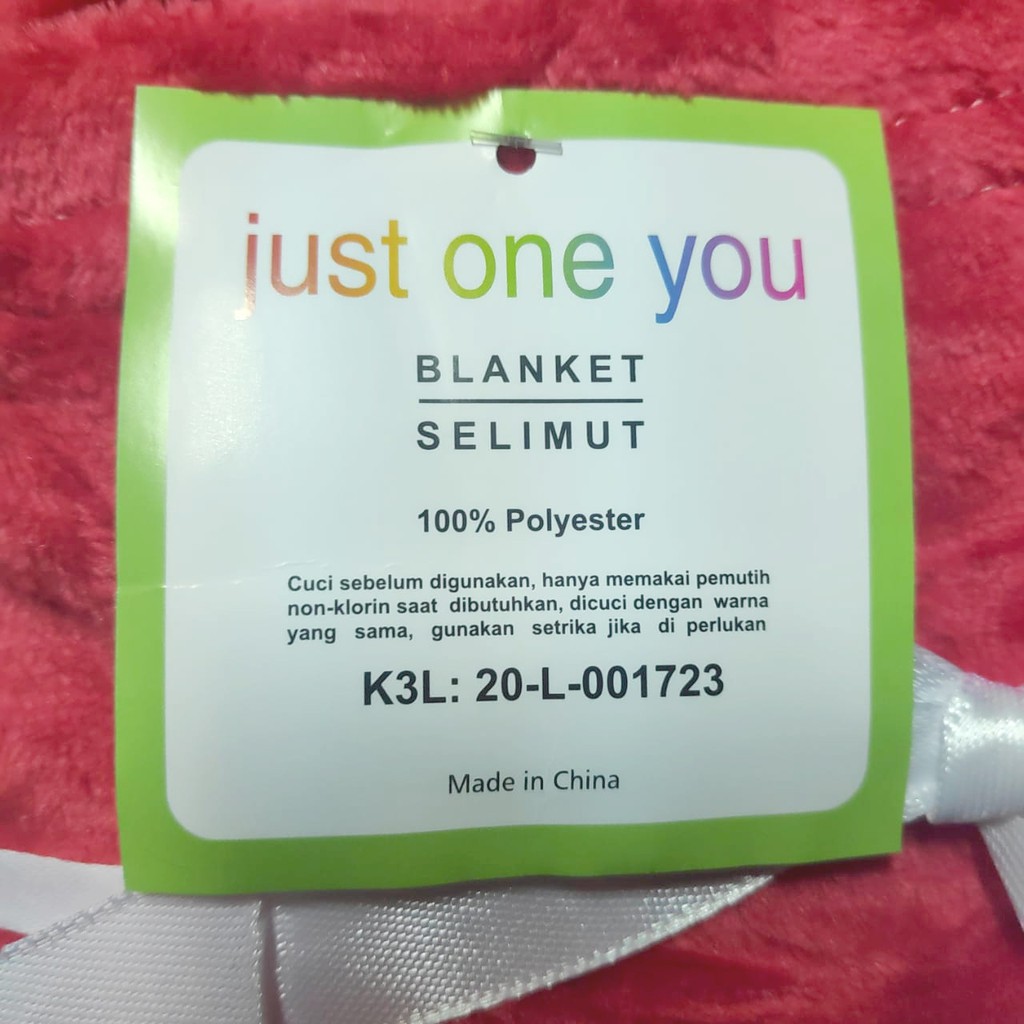 just one you
BLANKET
SELIMUT
100% Polyester
Cuci sebelum digunakan, hanya memakai pemutih
non-klorin saat dibutuhkan, dicuci dengan warna
yang sama, gunakan setrika jika di perlukan
K3L: 20-L-001723
Made in China